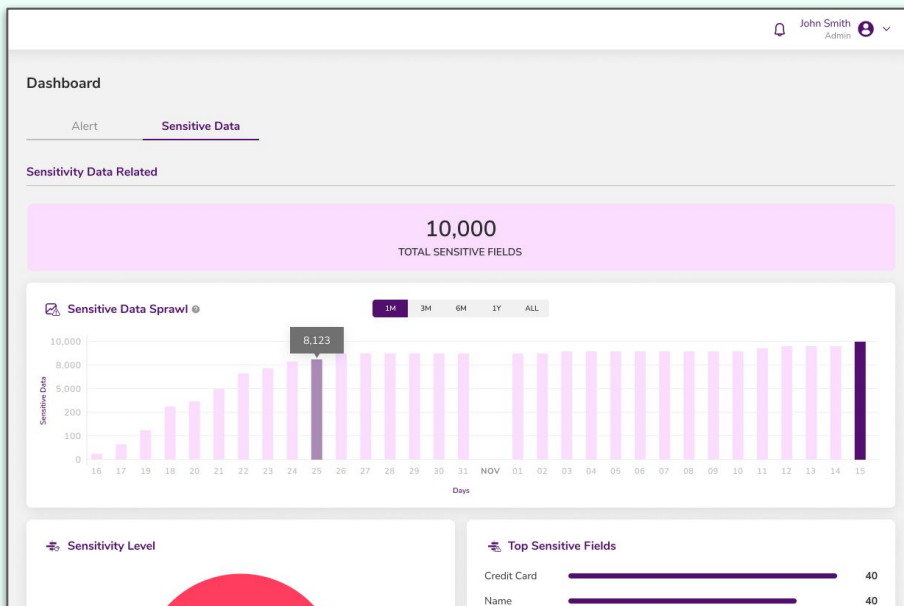 John Smith
Admin
Dashboard
Alert Sensitive Data
Sensitivity Data Related
10,000
TOTAL SENSITIVE FIELDS
Sensitive Data Sprawl
1M 3M 6M 1Y ALL
8,123
10,000
8,000
5,000
200
100
0
Sensitive Data
16 17 19 18 20 21 22 23 24 25 26 27 28 29 30 31 NOV 01 02 03 04 05 06 07 08 09 10 11 12 13 14 15
Days
Sensitivity Level
Top Sensitive Fields
Credit Card 40
Name 40